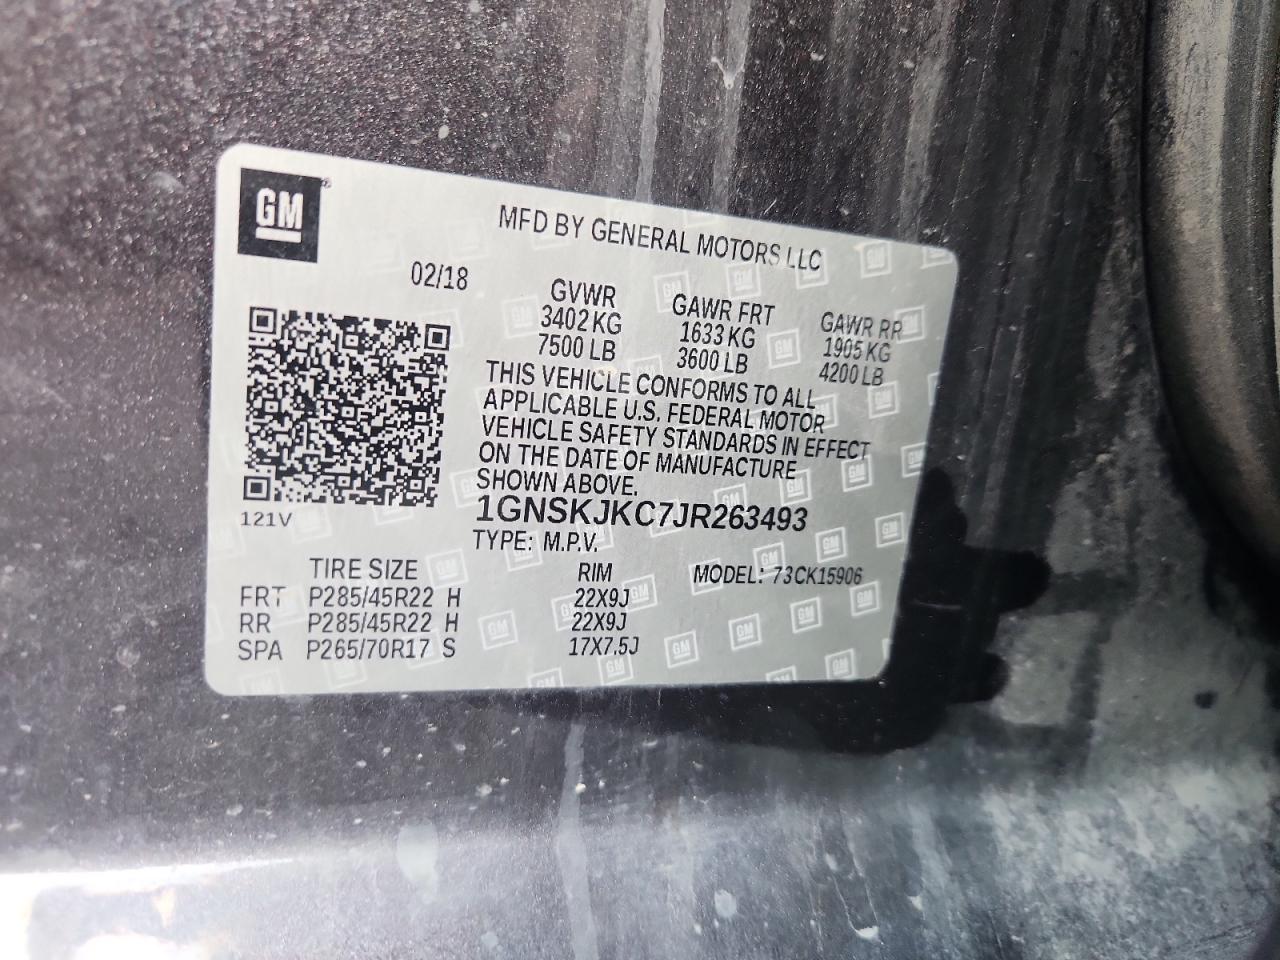 GM
MFD BY GENERAL MOTORS LLC
02/18
GVWR GAWR FRT GAWR RR
3402 KG 1633 KG 1905 KG
7500 LB 3600 LB 4200 LB
THIS VEHICLE CONFORMS TO ALL
APPLICABLE U.S. FEDERAL MOTOR
VEHICLE SAFETY STANDARDS IN EFFECT
ON THE DATE OF MANUFACTURE
SHOWN ABOVE.
121V
1GNSKJKC7JR263493
TYPE: M.P.V.
TIRE SIZE RIM MODEL: 73CK15906
FRT P285/45R22 H 22X9J
RR P285/45R22 H 22X9J
SPA P265/70R17 S 17X7.5J